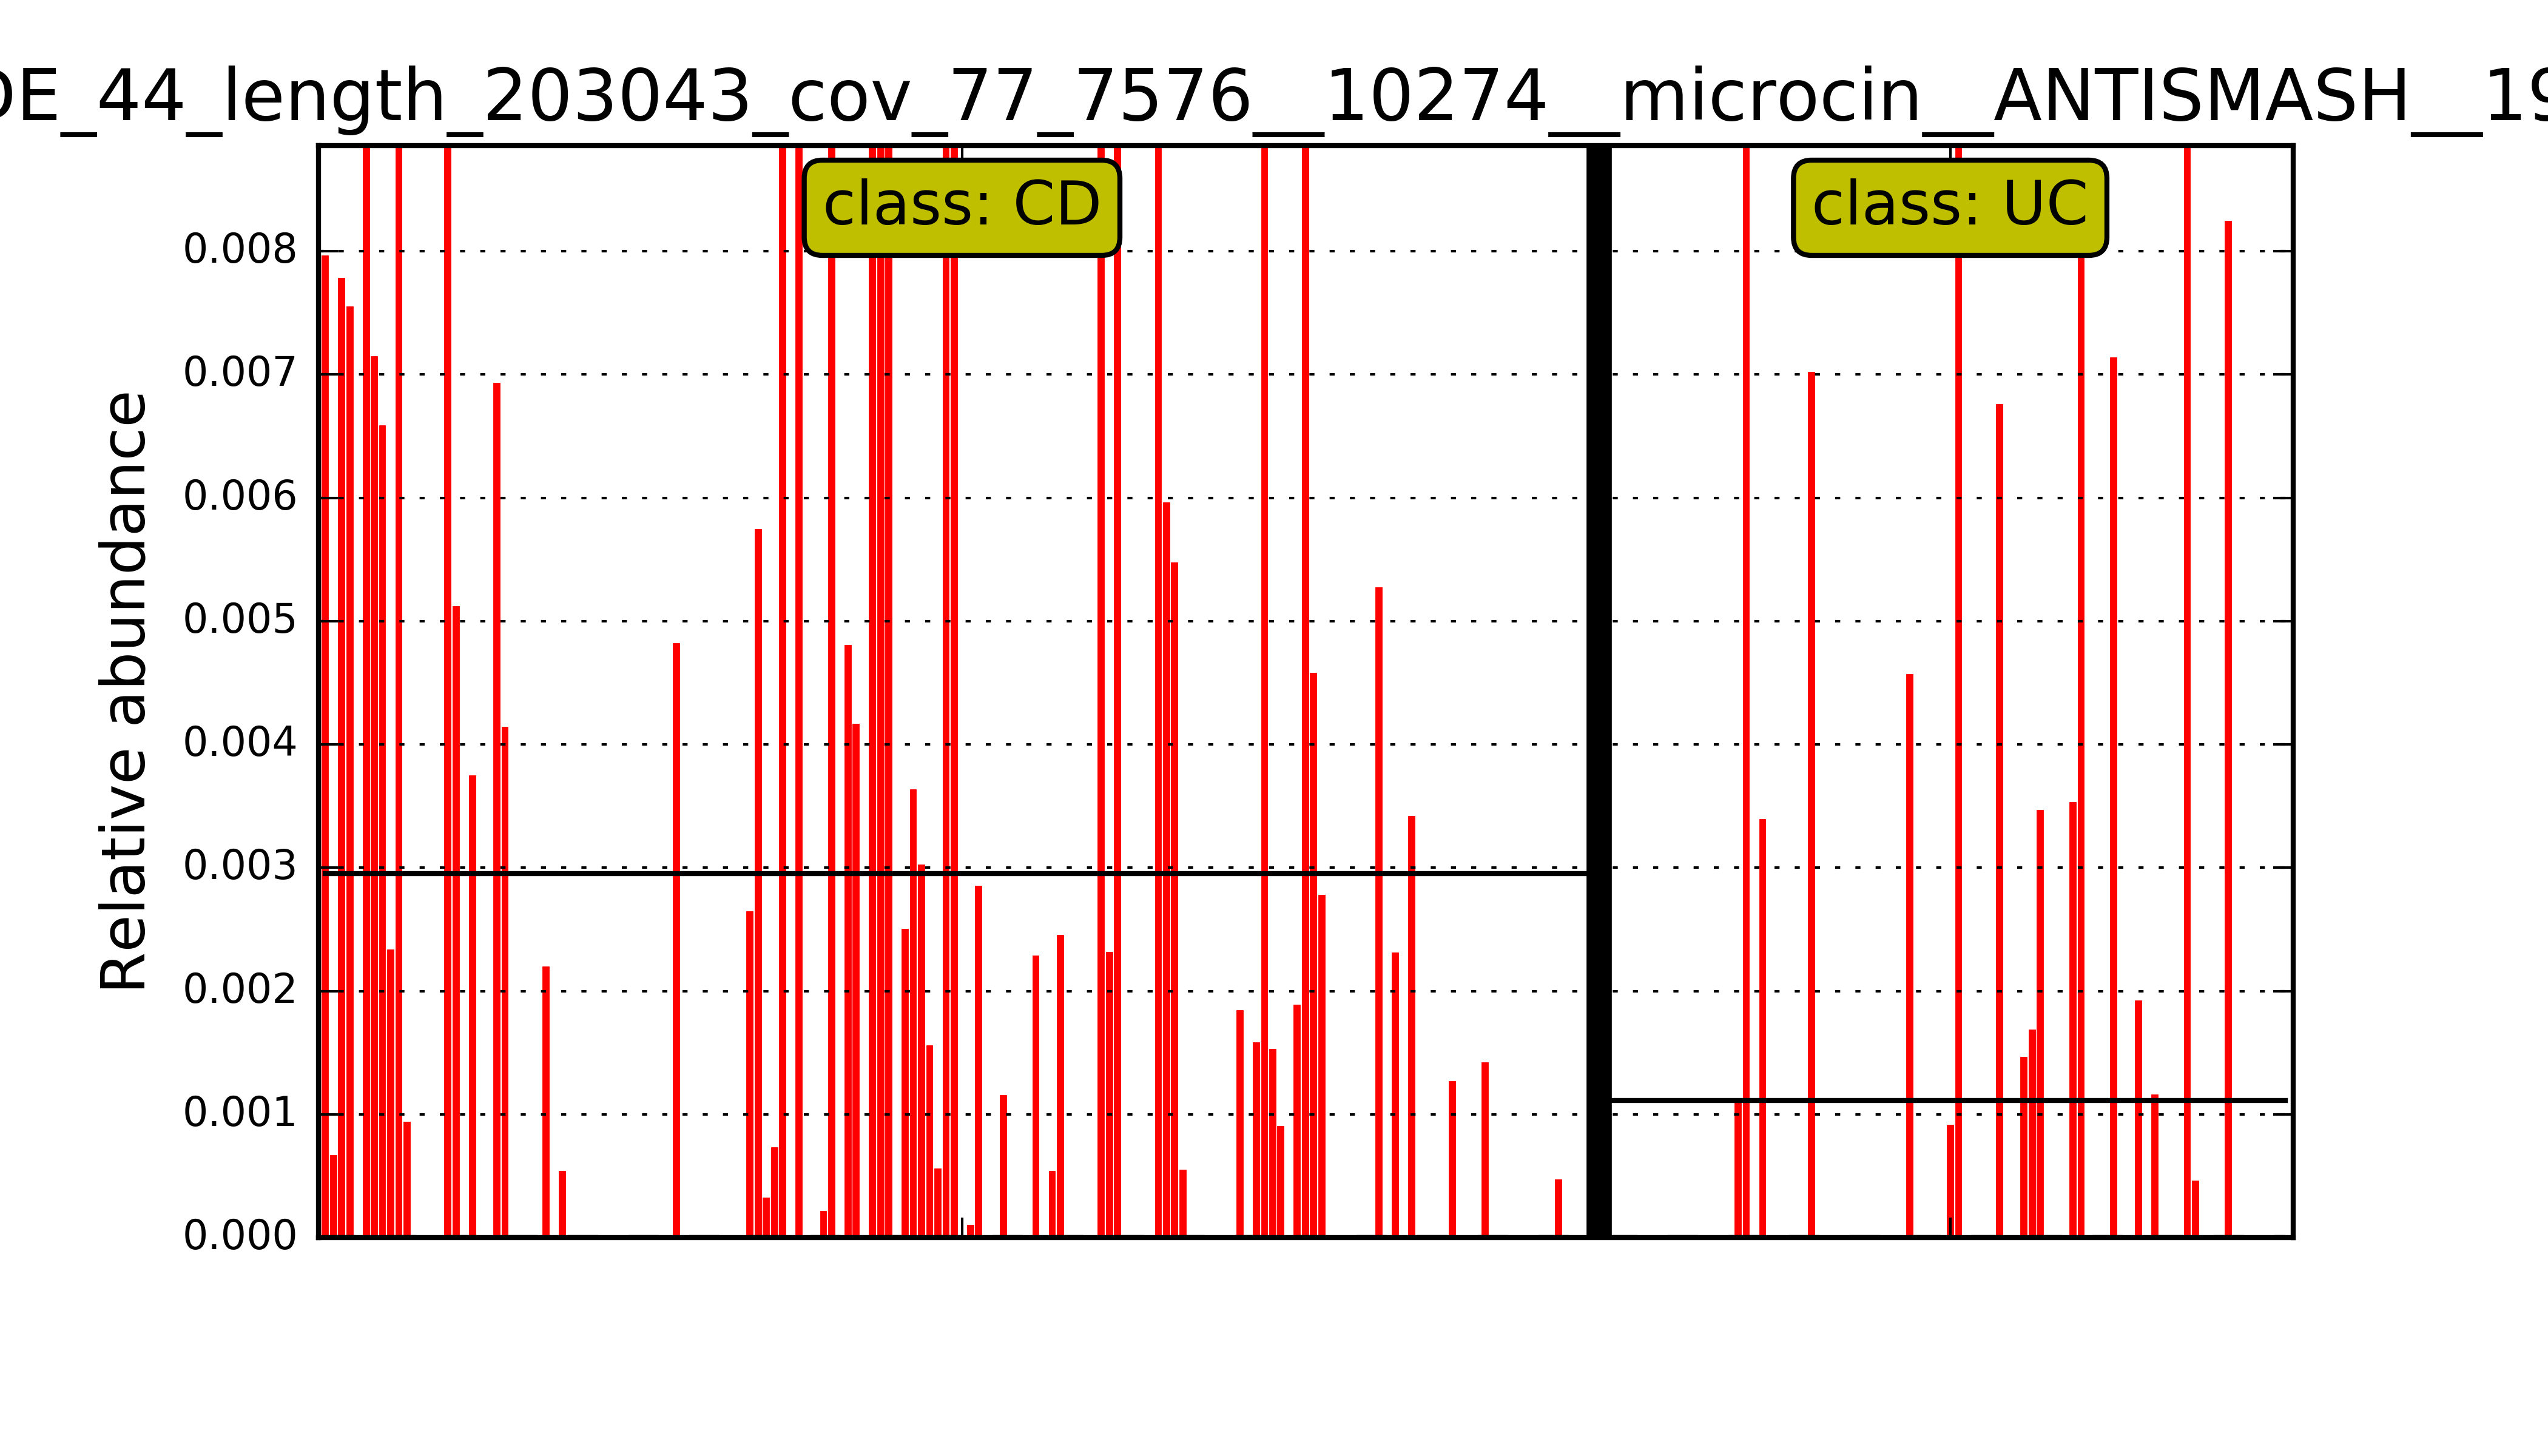 DE_44_length_203043_cov_77_7576__10274__microcin__ANTISMASH__19
class: CD
class: UC
0.008
0.007
0.006
0.005
0.004
0.003
0.002
0.001
0.000
Relative abundance